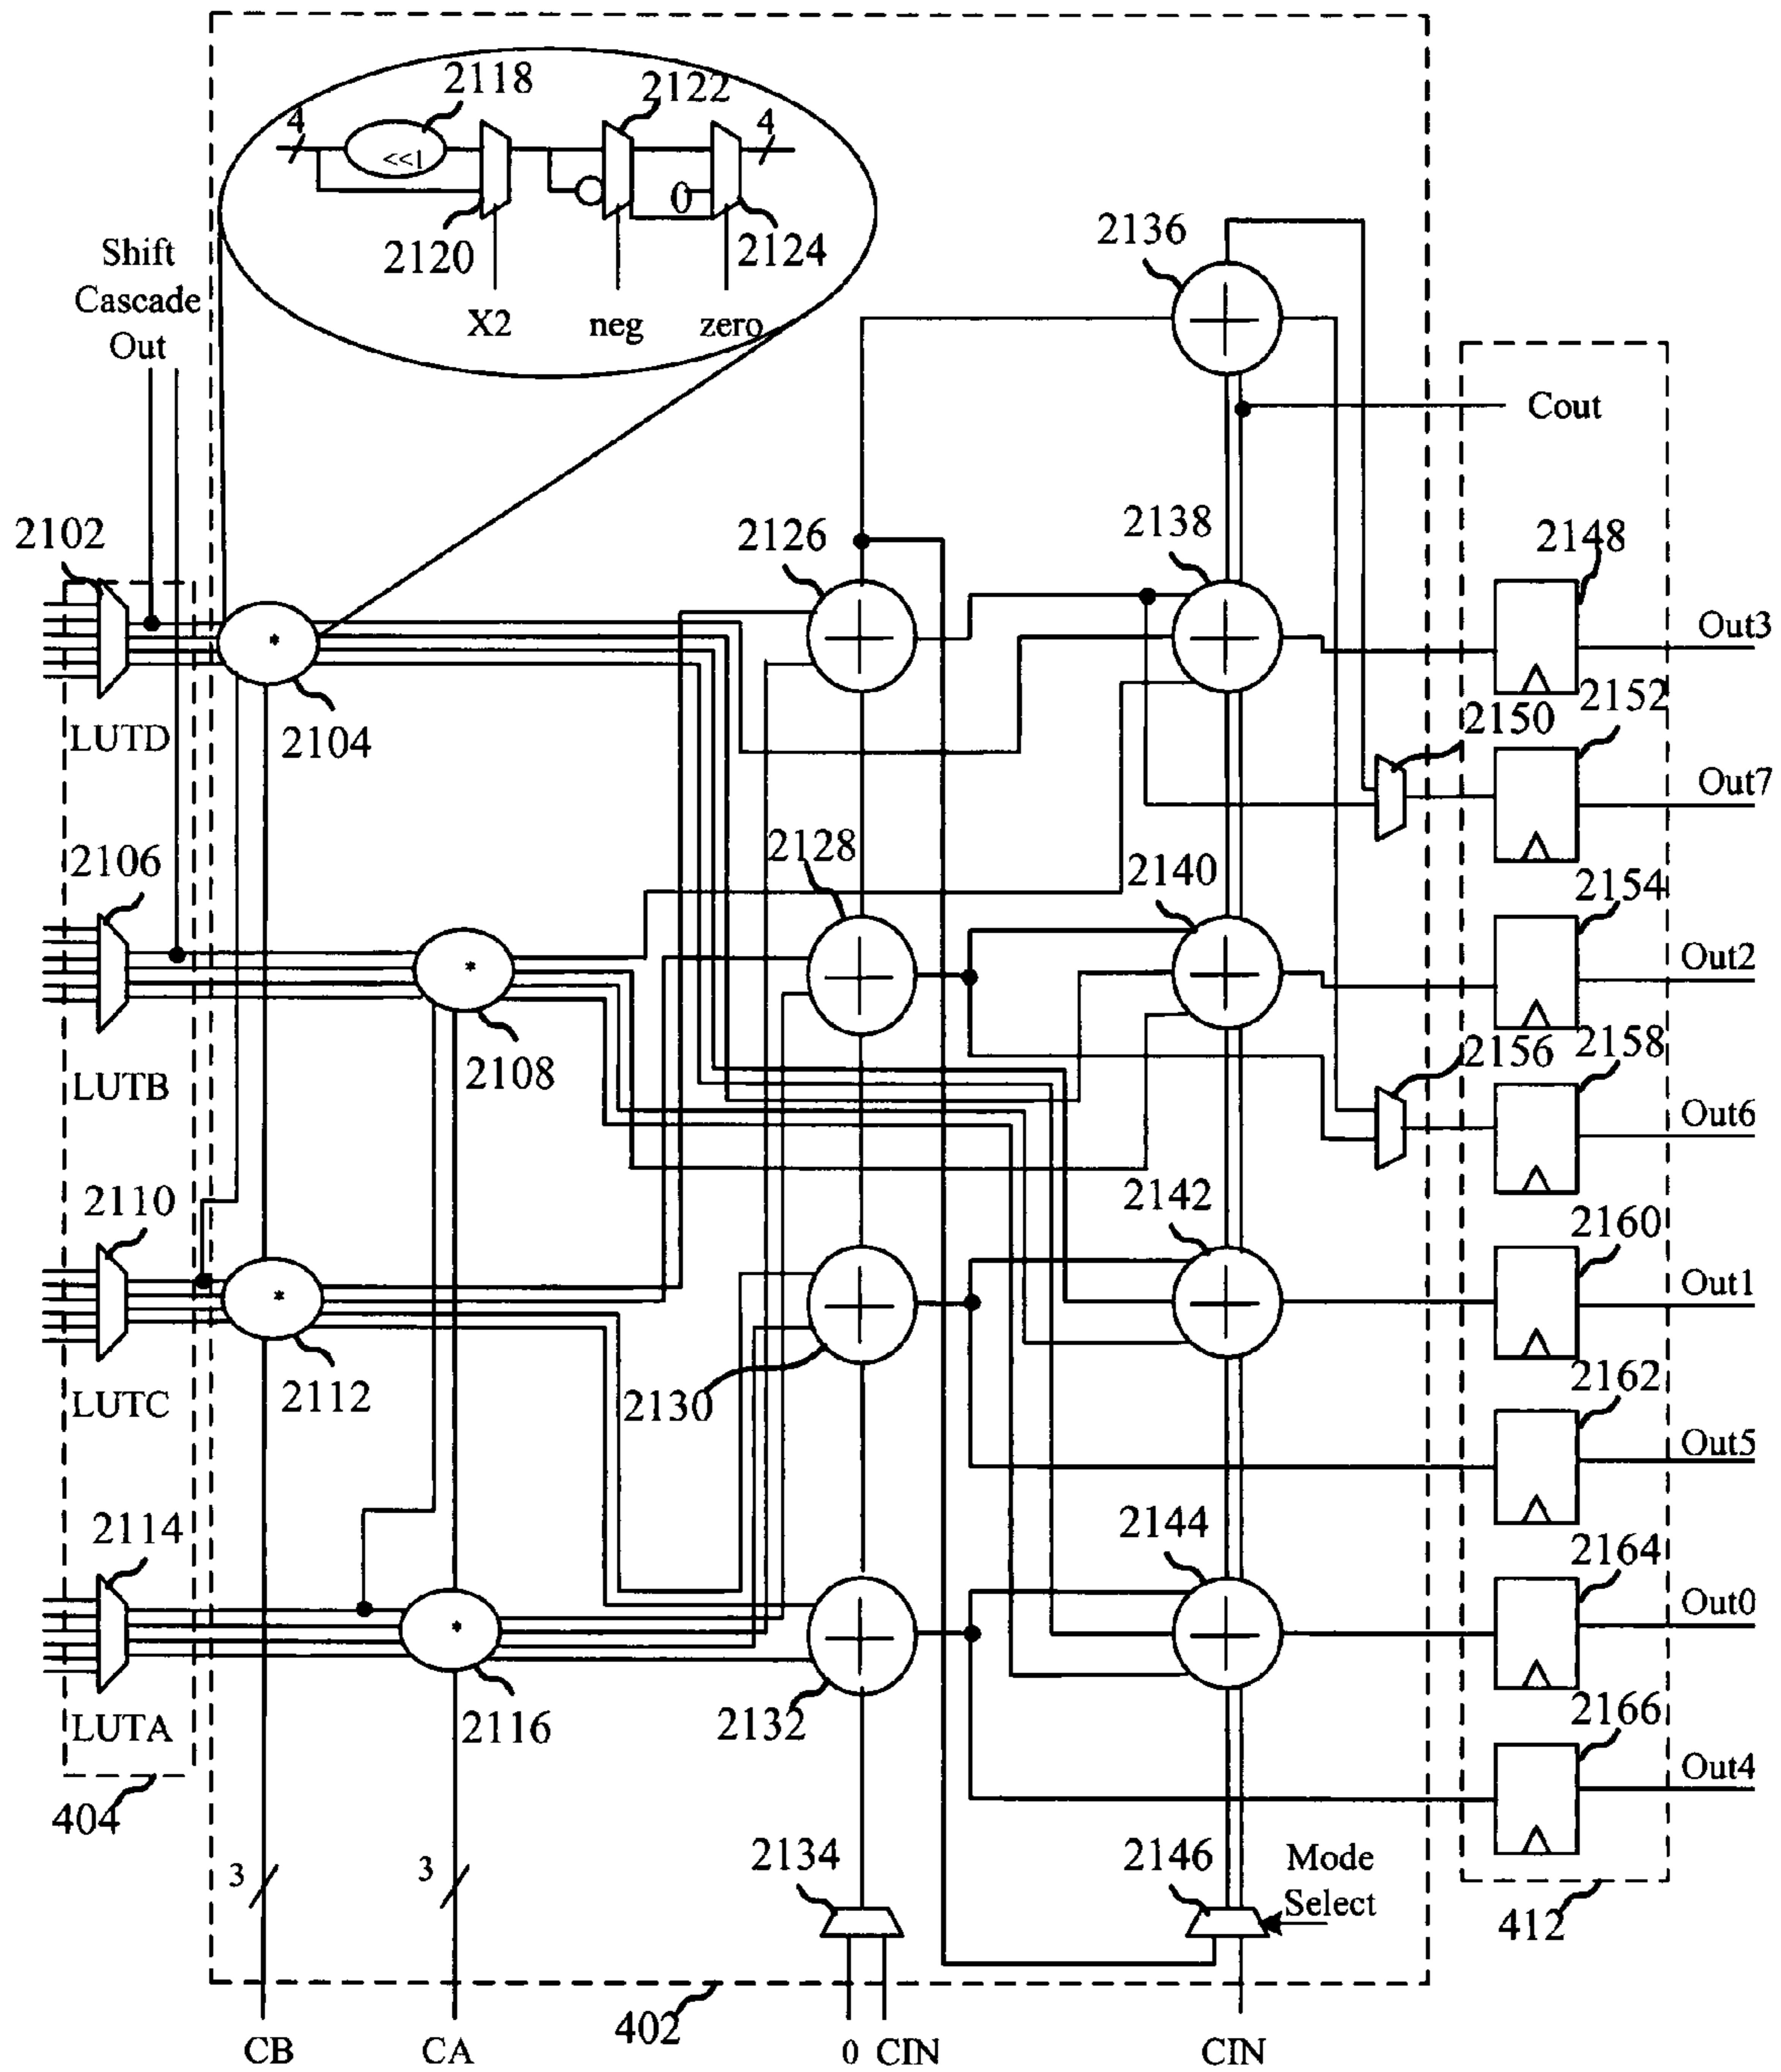 2118
2122
4
4
<<1
0
2120
2124
X2
neg
zero
Shift
Cascade
Out
2136
Cout
2102
2126
2138
2148
*
Out3
LUTD
2104
2150
2152
Out7
2106
2128
2140
2154
*
Out2
LUTB
2108
2156
2158
Out6
2110
2142
2160
*
Out1
LUTC
2112
2130
2162
Out5
2114
2144
2164
*
Out0
LUTA
2116
2132
2166
Out4
404
3
3
2134
2146
Mode
Select
412
402
CB
CA
0
CIN
CIN